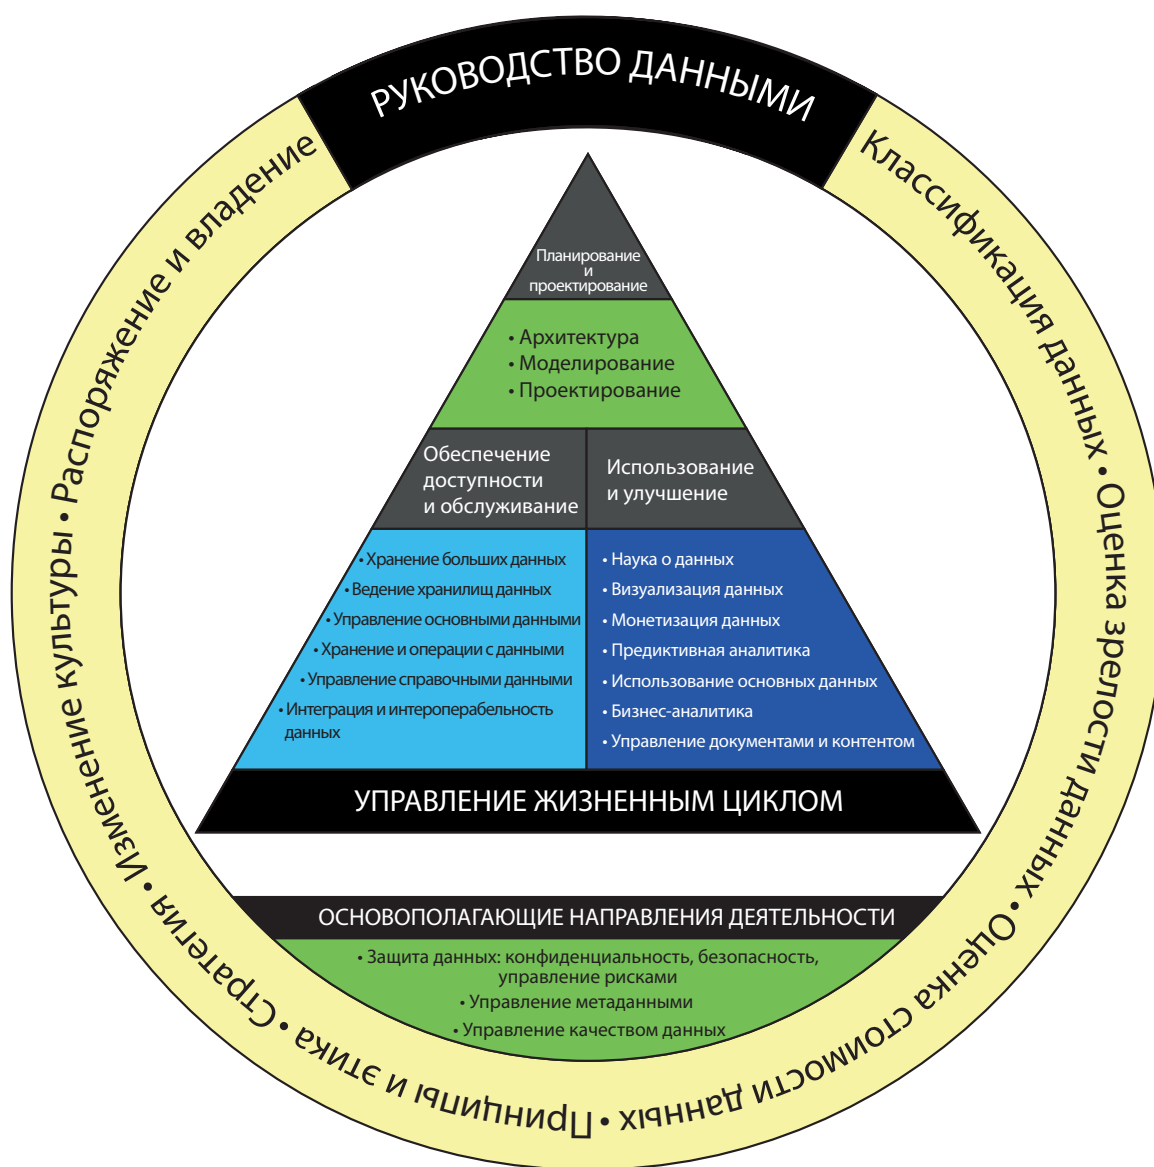 РУКОВОДСТВО ДАННЫМИ
Классификация данных • Оценка зрелости данных • Оценка стоимости данных • Принципы и этика • Стратегия • Изменение культуры • Распоряжение и владение
Планирование
и
проектирование
• Архитектура
• Моделирование
• Проектирование
Обеспечение
доступности
и обслуживание
Использование
и улучшение
• Хранение больших данных
• Ведение хранилищ данных
• Управление основными данными
• Хранение и операции с данными
• Управление справочными данными
• Интеграция и интероперабельность
данных
• Наука о данных
• Визуализация данных
• Монетизация данных
• Предиктивная аналитика
• Использование основных данных
• Бизнес-аналитика
• Управление документами и контентом
УПРАВЛЕНИЕ ЖИЗНЕННЫМ ЦИКЛОМ
ОСНОВОПОЛАГАЮЩИЕ НАПРАВЛЕНИЯ ДЕЯТЕЛЬНОСТИ
• Защита данных: конфиденциальность, безопасность,
управление рисками
• Управление метаданными
• Управление качеством данных